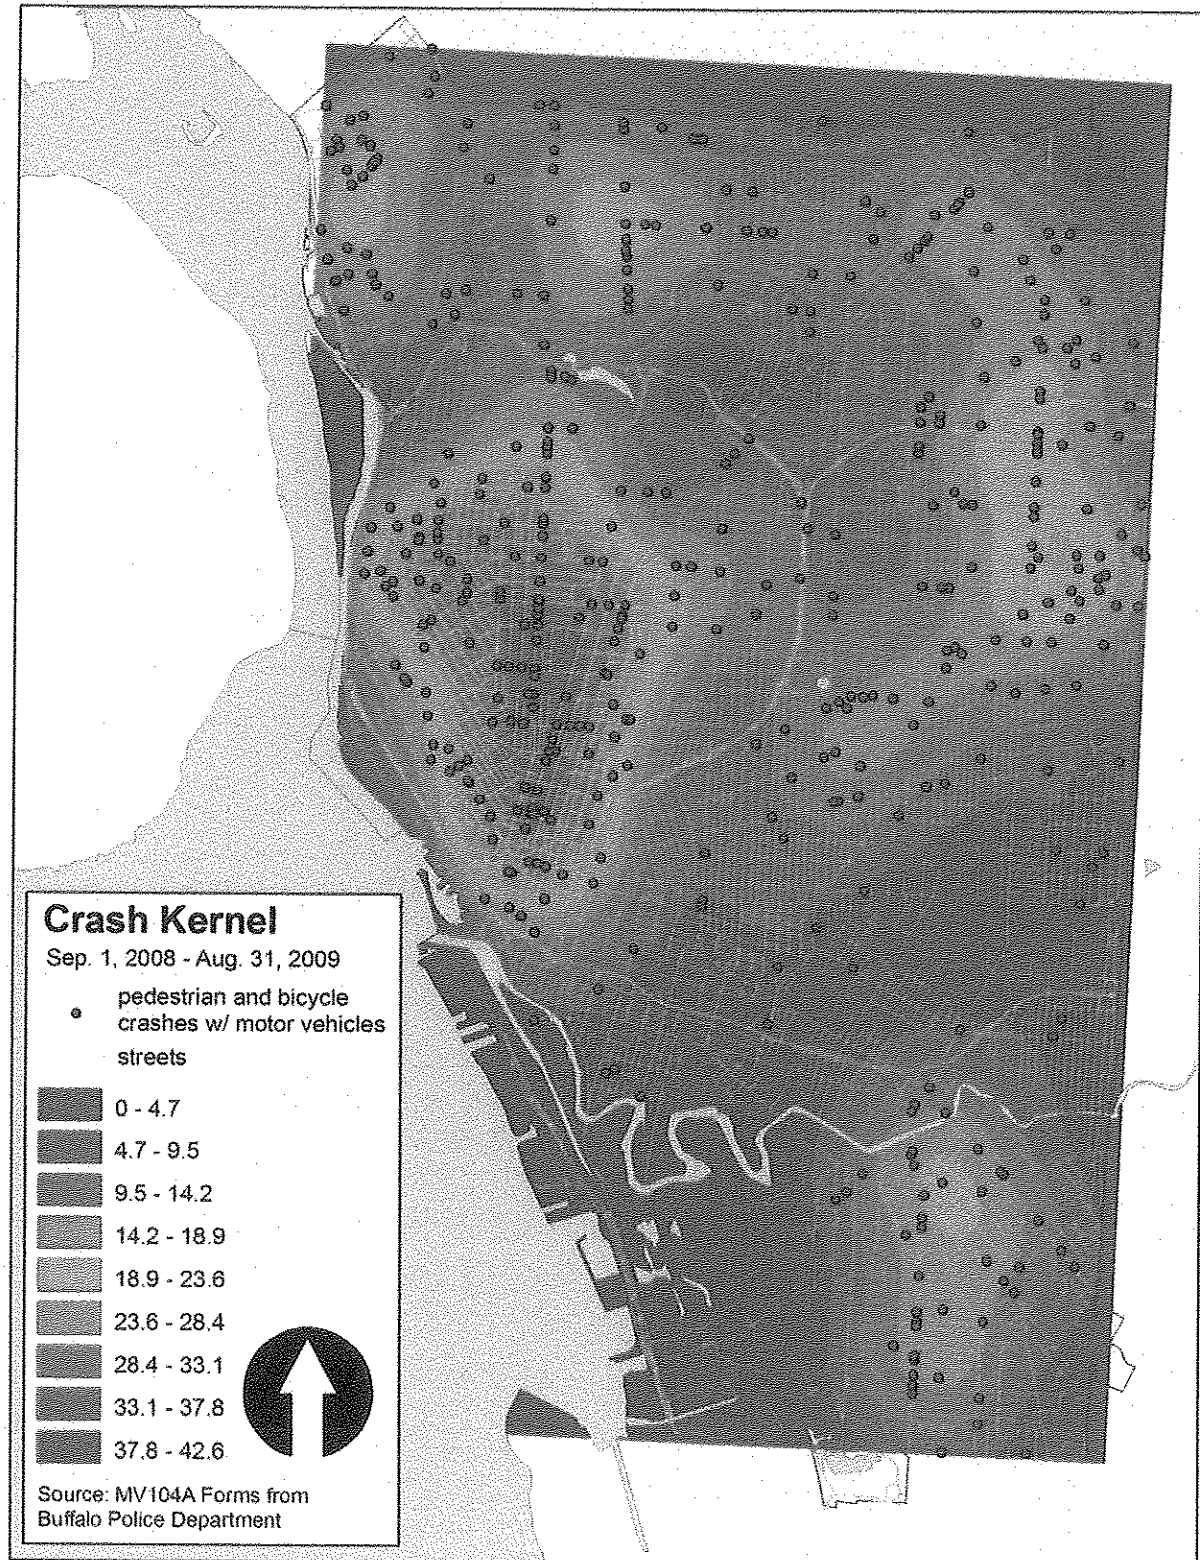 Crash Kernel
Sep. 1, 2008 - Aug. 31, 2009
pedestrian and bicycle
crashes w/ motor vehicles
streets
0 - 4.7
4.7 - 9.5
9.5 - 14.2
14.2 - 18.9
18.9 - 23.6
23.6 - 28.4
28.4 - 33.1
33.1 - 37.8
37.8 - 42.6
Source: MV104A Forms from
Buffalo Police Department